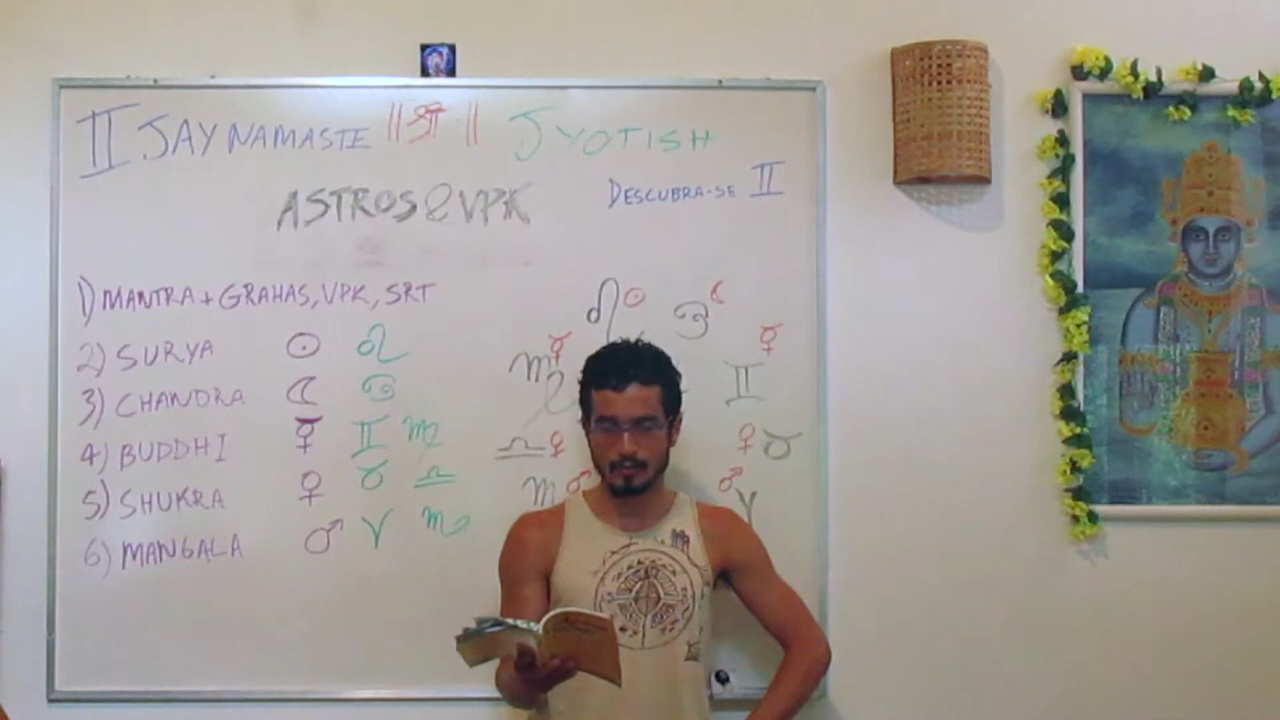 II JAY NAMASTE ॥ॐ॥ JYOTISH
ASTROS & VPK
DESCUBRA-SE II
1) MANTRA + GRAHAS, VPK, SRT
2) SURYA ☉ ♌
3) CHANDRA ☾ ♋
4) BUDDHI ☿ ♊ ♍
5) SHUKRA ♀ ♉ ♎
6) MANGALA ♂ ♈ ♏
♌ ☉ ♋ ☾
♍ ☿ ☿ ♊
♎ ♀ ♀ ♉
♏ ♂ ♂ ♈